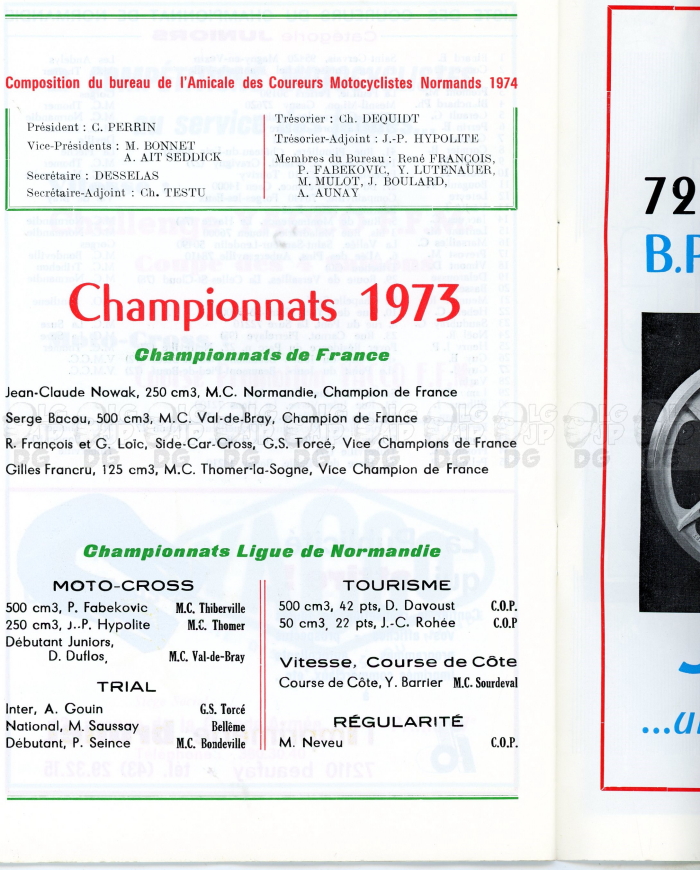 Composition du bureau de l'Amicale des Coureurs Motocyclistes Normands 1974
Président : C. PERRIN
Vice-Présidents : M. BONNET
A. AIT SEDDICK
Secrétaire : DESSELAS
Secrétaire-Adjoint : Ch. TESTU
Trésorier : Ch. DEQUIDT
Trésorier-Adjoint : J.-P. HYPOLITE
Membres du Bureau : René FRANÇOIS,
P. FABEKOVIC, Y. LUTENAUER,
M. MULOT, J. BOULARD,
A. AUNAY
Championnats 1973
Championnats de France
Jean-Claude Nowak, 250 cm3, M.C. Normandie, Champion de France
Serge Bacou, 500 cm3, M.C. Val-de-Bray, Champion de France
R. François et G. Loic, Side-Car-Cross, G.S. Torcé, Vice Champions de France
Gilles Francru, 125 cm3, M.C. Thomer-la-Sogne, Vice Champion de France
Championnats Ligue de Normandie
MOTO-CROSS
500 cm3, P. Fabekovic M.C. Thiberville
250 cm3, J.-P. Hypolite M.C. Thomer
Débutant Juniors,
D. Duflos, M.C. Val-de-Bray
TRIAL
Inter, A. Gouin G.S. Torcé
National, M. Saussay Bellême
Débutant, P. Seince M.C. Bondeville
TOURISME
500 cm3, 42 pts, D. Davoust C.O.P.
50 cm3, 22 pts, J.-C. Rohée C.O.P
Vitesse, Course de Côte
Course de Côte, Y. Barrier M.C. Sourdeval
RÉGULARITÉ
M. Neveu C.O.P.
72
B.P